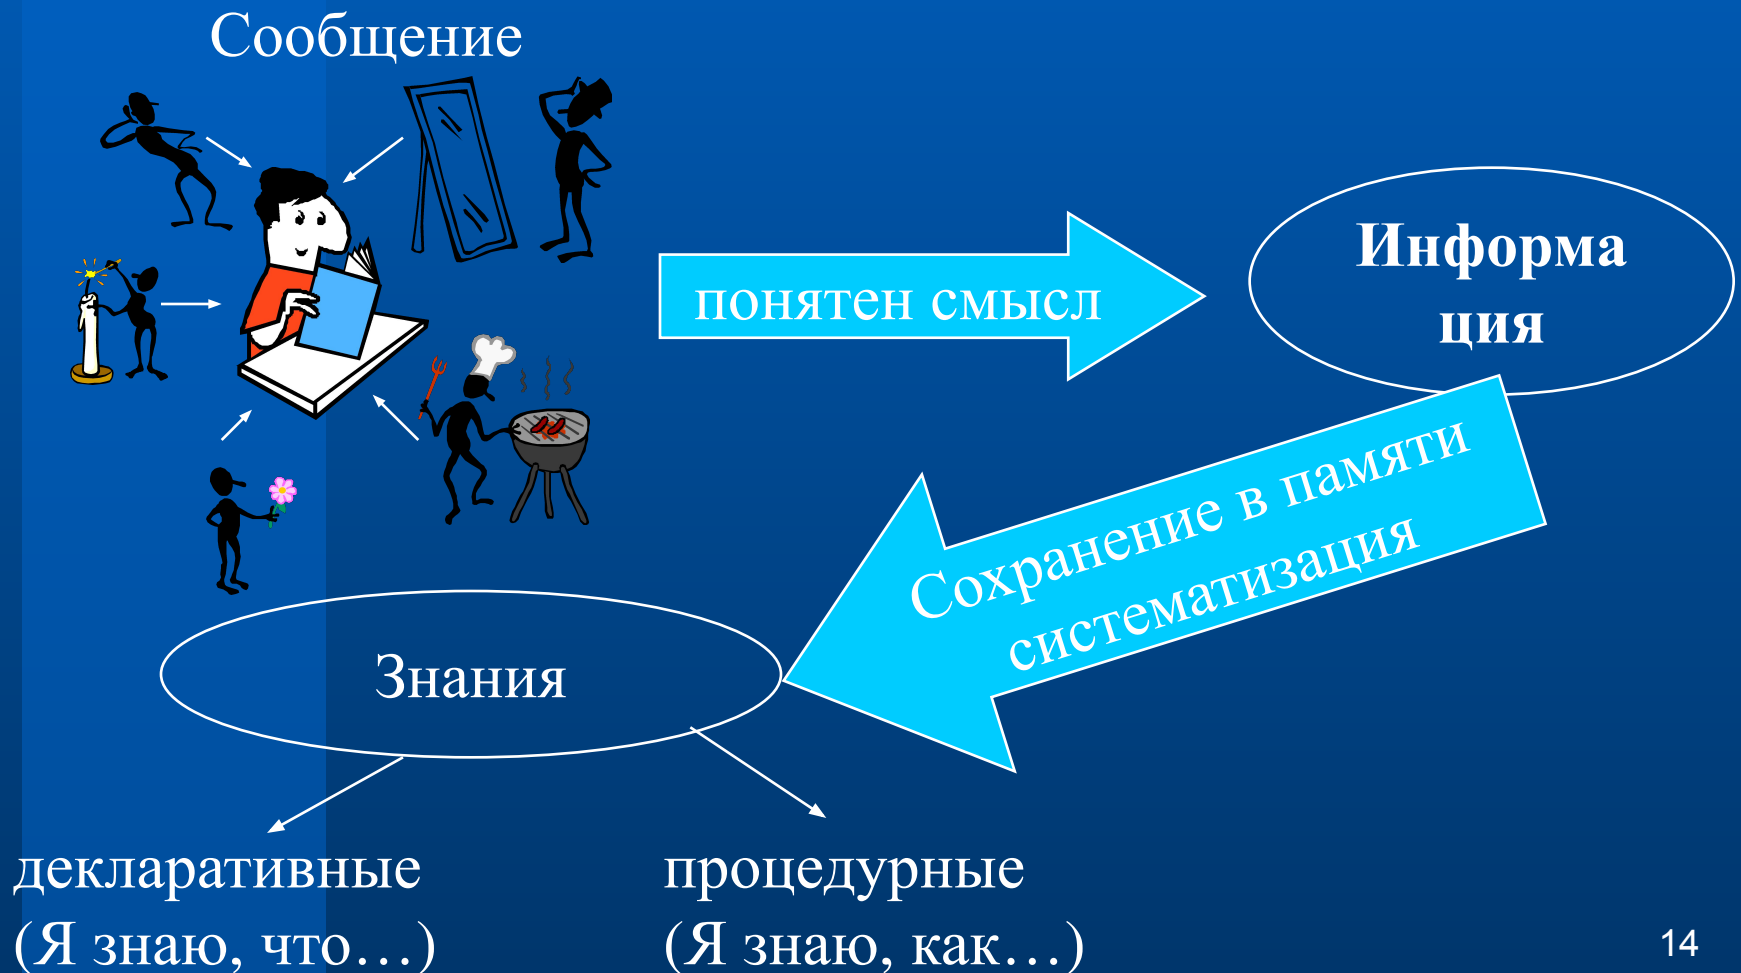 Сообщение
понятен смысл
Информа
ция
Сохранение в памяти
систематизация
Знания
декларативные
(Я знаю, что…)
процедурные
(Я знаю, как…)
14